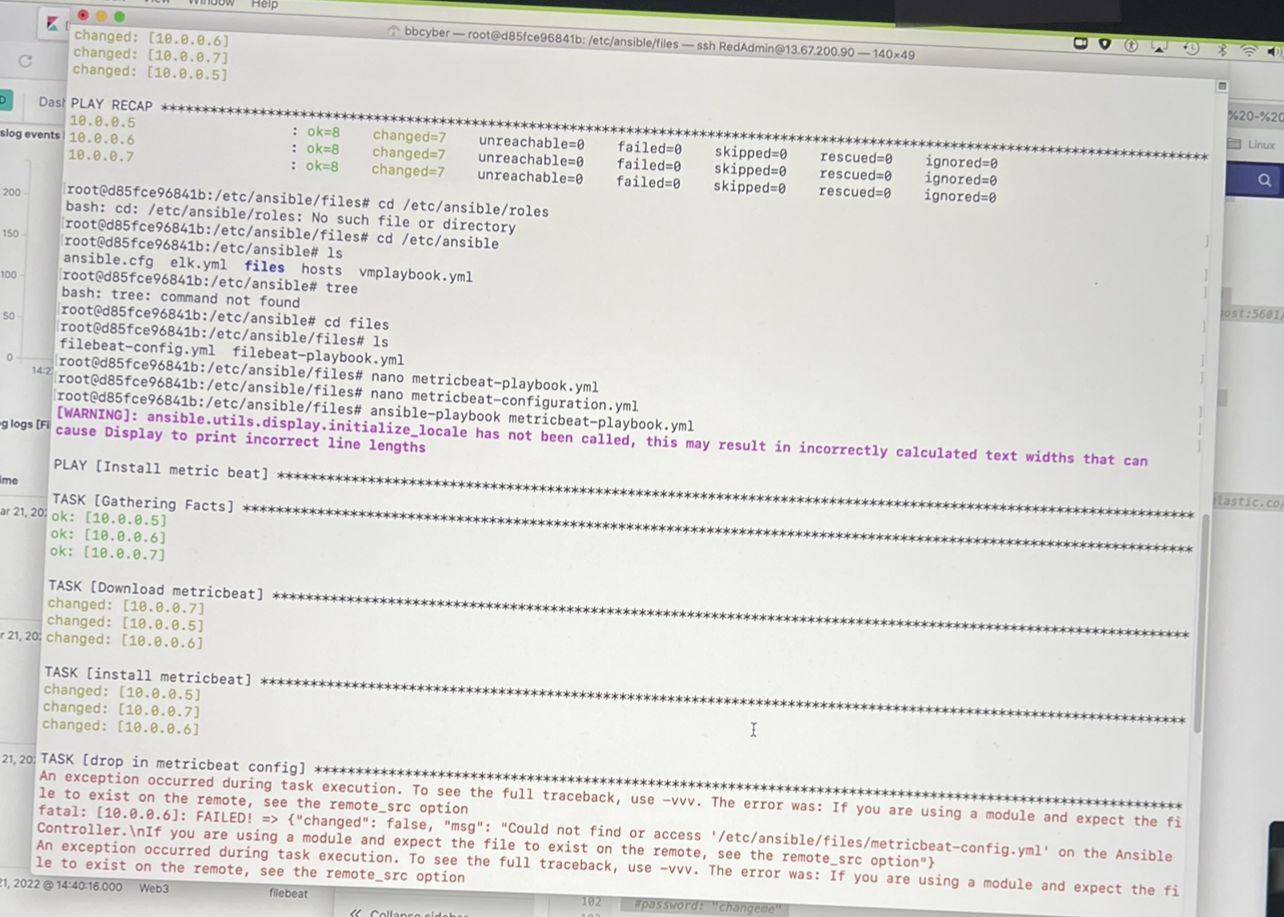 Window Help
bbcyber — root@d85fce96841b: /etc/ansible/files — ssh RedAdmin@13.67.200.90 — 140×49
changed: [10.0.0.6]
changed: [10.0.0.7]
changed: [10.0.0.5]
PLAY RECAP ****************************************************************************************************************************
10.0.0.5 : ok=8 changed=7 unreachable=0 failed=0 skipped=0 rescued=0 ignored=0
10.0.0.6 : ok=8 changed=7 unreachable=0 failed=0 skipped=0 rescued=0 ignored=0
10.0.0.7 : ok=8 changed=7 unreachable=0 failed=0 skipped=0 rescued=0 ignored=0
root@d85fce96841b:/etc/ansible/files# cd /etc/ansible/roles
bash: cd: /etc/ansible/roles: No such file or directory
root@d85fce96841b:/etc/ansible/files# cd /etc/ansible
root@d85fce96841b:/etc/ansible# ls
ansible.cfg elk.yml files hosts vmplaybook.yml
root@d85fce96841b:/etc/ansible# tree
bash: tree: command not found
root@d85fce96841b:/etc/ansible# cd files
root@d85fce96841b:/etc/ansible/files# ls
filebeat-config.yml filebeat-playbook.yml
root@d85fce96841b:/etc/ansible/files# nano metricbeat-playbook.yml
root@d85fce96841b:/etc/ansible/files# nano metricbeat-configuration.yml
root@d85fce96841b:/etc/ansible/files# ansible-playbook metricbeat-playbook.yml
[WARNING]: ansible.utils.display.initialize_locale has not been called, this may result in incorrectly calculated text widths that can
cause Display to print incorrect line lengths
PLAY [Install metric beat] **************************************************************************************************************
TASK [Gathering Facts] ******************************************************************************************************************
ok: [10.0.0.5]
ok: [10.0.0.6]
ok: [10.0.0.7]
TASK [Download metricbeat] **************************************************************************************************************
changed: [10.0.0.7]
changed: [10.0.0.5]
changed: [10.0.0.6]
TASK [install metricbeat] ***************************************************************************************************************
changed: [10.0.0.5]
changed: [10.0.0.7]
changed: [10.0.0.6]
TASK [drop in metricbeat config] ********************************************************************************************************
An exception occurred during task execution. To see the full traceback, use -vvv. The error was: If you are using a module and expect the fi
le to exist on the remote, see the remote_src option
fatal: [10.0.0.6]: FAILED! => {"changed": false, "msg": "Could not find or access '/etc/ansible/files/metricbeat-config.yml' on the Ansible
Controller.\nIf you are using a module and expect the file to exist on the remote, see the remote_src option"}
An exception occurred during task execution. To see the full traceback, use -vvv. The error was: If you are using a module and expect the fi
le to exist on the remote, see the remote_src option
D Dash
slog events
200
150
100
50
0
14:2
g logs [Fi
ime
ar 21, 20
r 21, 20
21, 20
21, 2022 @ 14:40:16.000 Web3 filebeat
Collapse sideb
102 #password: "changeme"
%20-%20
Linux
ost:5601/
lastic.co/